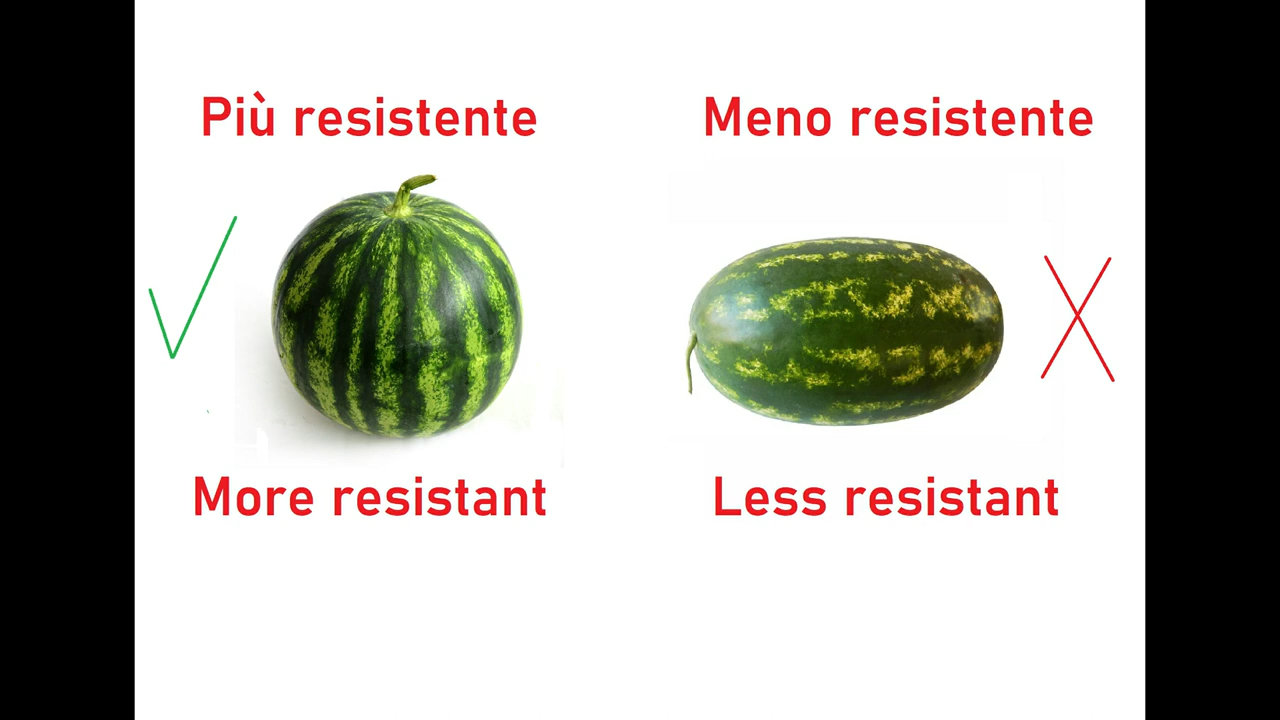 Più resistente
Meno resistente
More resistant
Less resistant